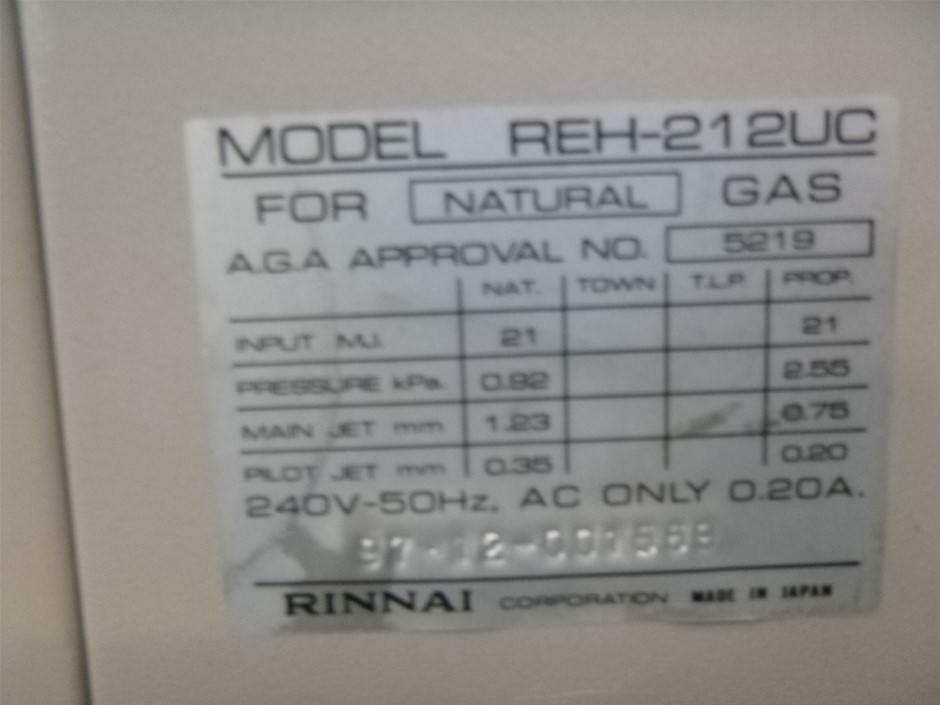 MODEL REH-212UC
FOR NATURAL GAS
A.G.A APPROVAL NO. 5219
NAT. TOWN T.L.P. PROP.
INPUT MJ. 21 21
PRESSURE kPa. 0.92 2.55
MAIN JET mm 1.23 0.75
PILOT JET mm 0.35 0.20
240V-50Hz, AC ONLY 0.20A.
RINNAI CORPORATION MADE IN JAPAN